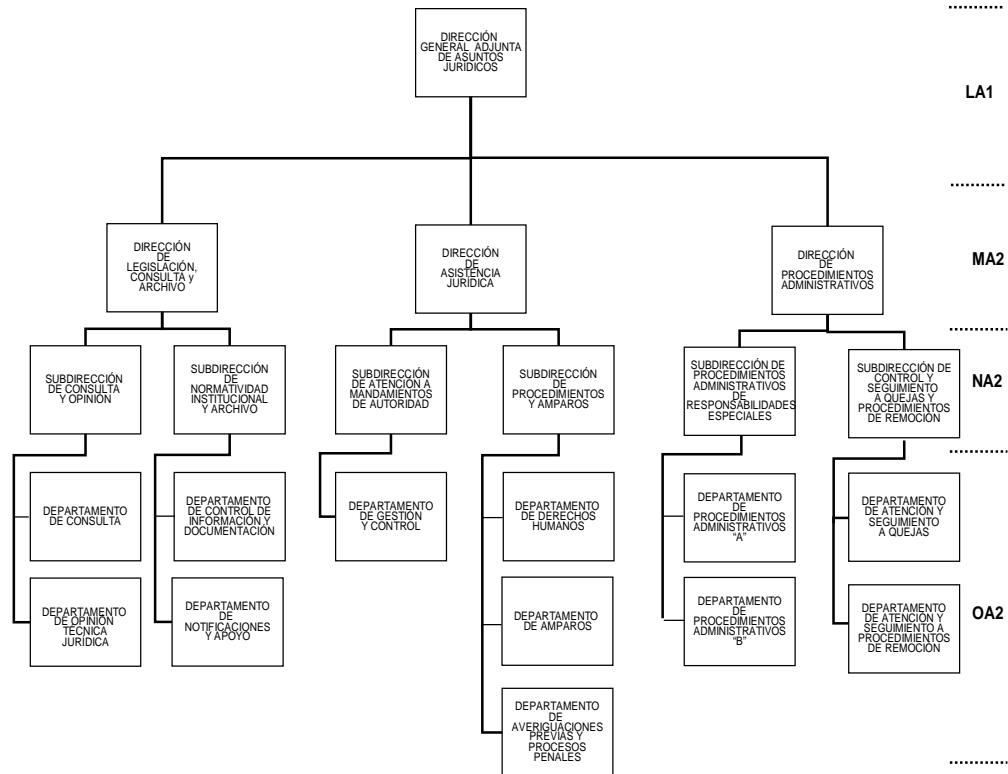 DIRECCIÓN
GENERAL ADJUNTA
DE ASUNTOS
JURÍDICOS
LA1
DIRECCIÓN
DE
LEGISLACIÓN,
CONSULTA y
ARCHIVO
DIRECCIÓN
DE
ASISTENCIA
JURÍDICA
DIRECCIÓN
DE
PROCEDIMIENTOS
ADMINISTRATIVOS
MA2
SUBDIRECCIÓN
DE CONSULTA
Y OPINIÓN
SUBDIRECCIÓN
DE
NORMATIVIDAD
INSTITUCIONAL
Y ARCHIVO
SUBDIRECCIÓN
DE ATENCIÓN A
MANDAMIENTOS
DE AUTORIDAD
SUBDIRECCIÓN
DE
PROCEDIMIENTOS
Y AMPAROS
SUBDIRECCIÓN DE
PROCEDIMIENTOS
ADMINISTRATIVOS
DE
RESPONSABILIDADES
ESPECIALES
SUBDIRECCIÓN DE
CONTROL Y
SEGUIMIENTO
A QUEJAS Y
PROCEDIMIENTOS
DE REMOCIÓN
NA2
DEPARTAMENTO
DE CONSULTA
DEPARTAMENTO
DE CONTROL DE
INFORMACIÓN Y
DOCUMENTACIÓN
DEPARTAMENTO
DE GESTIÓN
Y CONTROL
DEPARTAMENTO
DE DERECHOS
HUMANOS
DEPARTAMENTO
DE
PROCEDIMIENTOS
ADMINISTRATIVOS
"A"
DEPARTAMENTO
DE ATENCIÓN Y
SEGUIMIENTO
A QUEJAS
DEPARTAMENTO
DE OPINIÓN
TÉCNICA
JURÍDICA
DEPARTAMENTO
DE
NOTIFICACIONES
Y APOYO
DEPARTAMENTO
DE AMPAROS
DEPARTAMENTO
DE
PROCEDIMIENTOS
ADMINISTRATIVOS
"B"
DEPARTAMENTO
DE ATENCIÓN Y
SEGUIMIENTO A
PROCEDIMIENTOS
DE REMOCIÓN
OA2
DEPARTAMENTO
DE
AVERIGUACIONES
PREVIAS Y
PROCESOS
PENALES